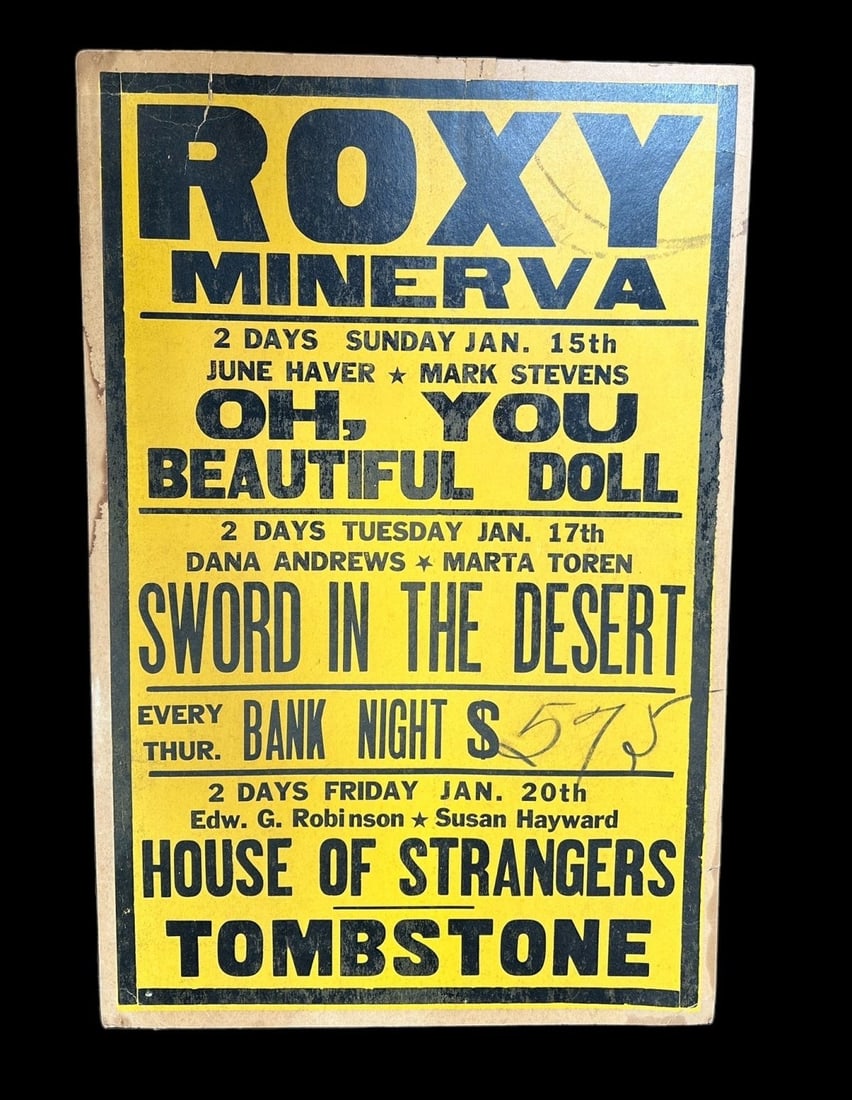 ROXY
MINERVA
2 DAYS SUNDAY JAN. 15th
JUNE HAVER ★ MARK STEVENS
OH, YOU
BEAUTIFUL DOLL
2 DAYS TUESDAY JAN. 17th
DANA ANDREWS ★ MARTA TOREN
SWORD IN THE DESERT
EVERY THUR. BANK NIGHT $ 575
2 DAYS FRIDAY JAN. 20th
Edw. G. Robinson ★ Susan Hayward
HOUSE OF STRANGERS
TOMBSTONE